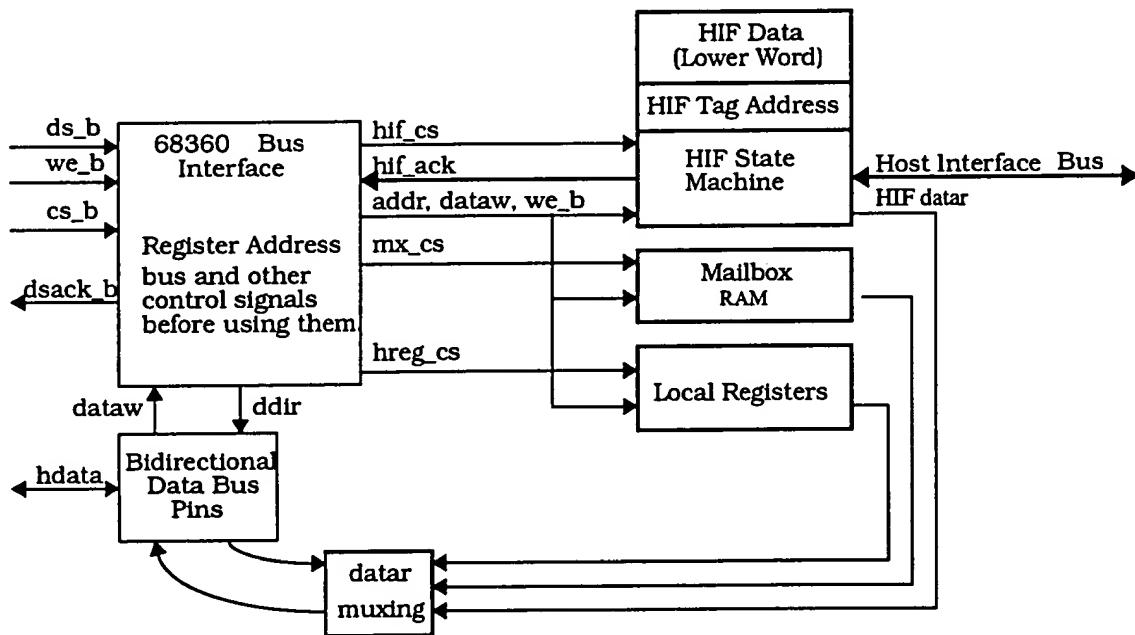 HIF Data
(Lower Word)
HIF Tag Address
HIF State
Machine
Host Interface Bus
HIF datar
ds_b
we_b
cs_b
dsack_b
68360 Bus
Interface
Register Address
bus and other
control signals
before using them
hif_cs
hif_ack
addr, dataw, we_b
mx_cs
hreg_cs
Mailbox
RAM
Local Registers
dataw
ddir
hdata
Bidirectional
Data Bus
Pins
datar
muxing